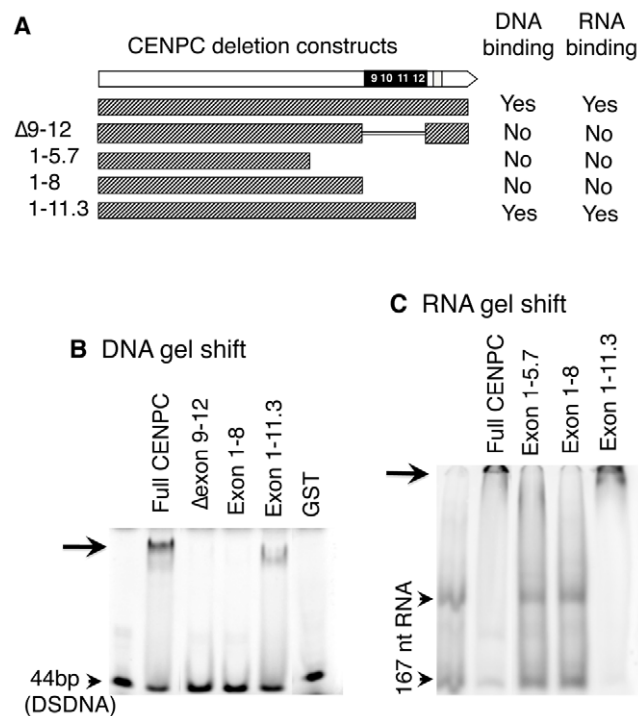 A
CENPC deletion constructs
DNA binding
RNA binding
9 10 11 12
Yes Yes
Δ9-12 No No
1-5.7 No No
1-8 No No
1-11.3 Yes Yes
B DNA gel shift
Full CENPC
Δexon 9-12
Exon 1-8
Exon 1-11.3
GST
44bp
(DSDNA)
C RNA gel shift
Full CENPC
Exon 1-5.7
Exon 1-8
Exon 1-11.3
167 nt RNA